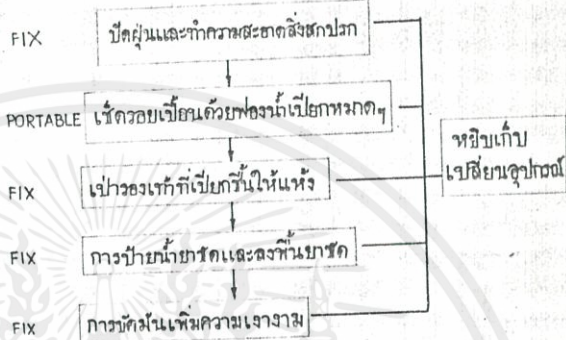 FIX
ปัดฝุ่นและทำความสะอาดสิ่งสกปรก
PORTABLE
เช็ดรอยเปื้อนด้วยฟองน้ำเปียกหมาดๆ
หยิบเก็บ
เปลี่ยนอุปกรณ์
FIX
เป่ารองเท้าที่เปียกชื้นให้แห้ง
FIX
การป้ายน้ำยาขัดและลงพื้นยาขัด
FIX
การขัดมันเพิ่มความเงางาม